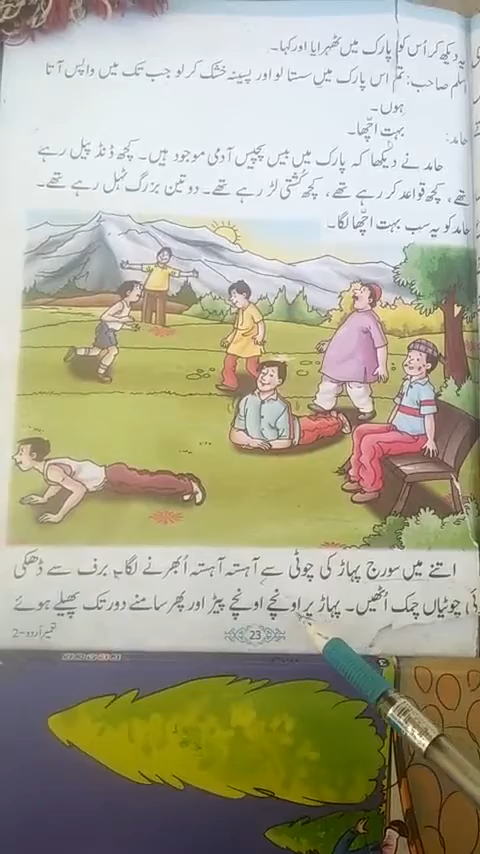 یہ دیکھ کر اُس کو پارک میں ٹھہرایا اور کہا۔
اسلم صاحب: تم اس پارک میں سستا لو اور پسینہ خشک کر لو جب تک میں واپس آتا
ہوں۔
حامد: بہت اچھا۔
حامد نے دیکھا کہ پارک میں بیس پچیس آدمی موجود ہیں۔ کچھ ڈنڈ پیل رہے
تھے، کچھ قواعد کر رہے تھے، کچھ کُشتی لڑ رہے تھے۔ دو تین بزرگ ٹہل رہے تھے۔
حامد کو یہ سب بہت اچھا لگا۔
اتنے میں سورج پہاڑ کی چوٹی سے آہستہ آہستہ اُبھرنے لگا۔ برف سے ڈھکی
ئی چوٹیاں چمک اُٹھیں۔ پہاڑ پر اونچے اونچے پیڑ اور پھر سامنے دور تک پھیلے ہوئے
23
تعمیر اُردو-2